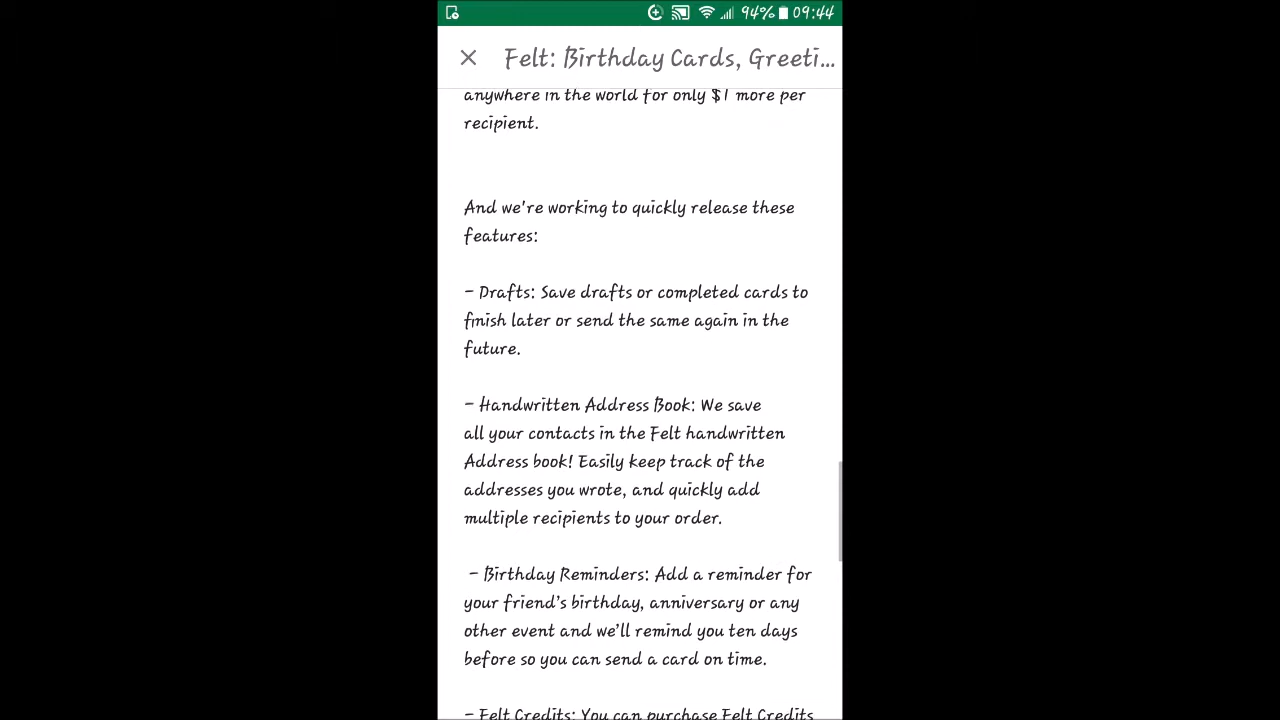 94% 09:44
Felt: Birthday Cards, Greeti...
anywhere in the world for only $1 more per
recipient.
And we're working to quickly release these
features:
- Drafts: Save drafts or completed cards to
finish later or send the same again in the
future.
- Handwritten Address Book: We save
all your contacts in the Felt handwritten
Address book! Easily keep track of the
addresses you wrote, and quickly add
multiple recipients to your order.
- Birthday Reminders: Add a reminder for
your friend's birthday, anniversary or any
other event and we'll remind you ten days
before so you can send a card on time.
- Felt Credits: You can purchase Felt Credits